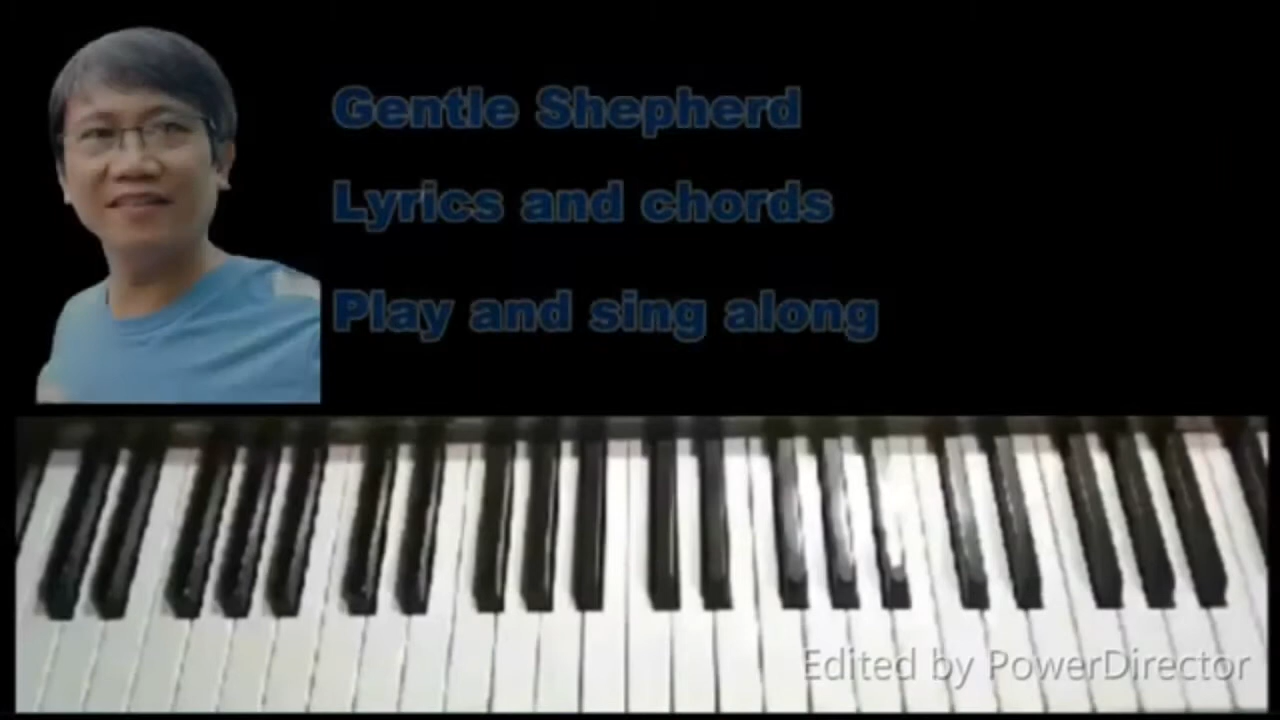 Gentle Shepherd
Lyrics and chords
Play and sing along
Edited by PowerDirector